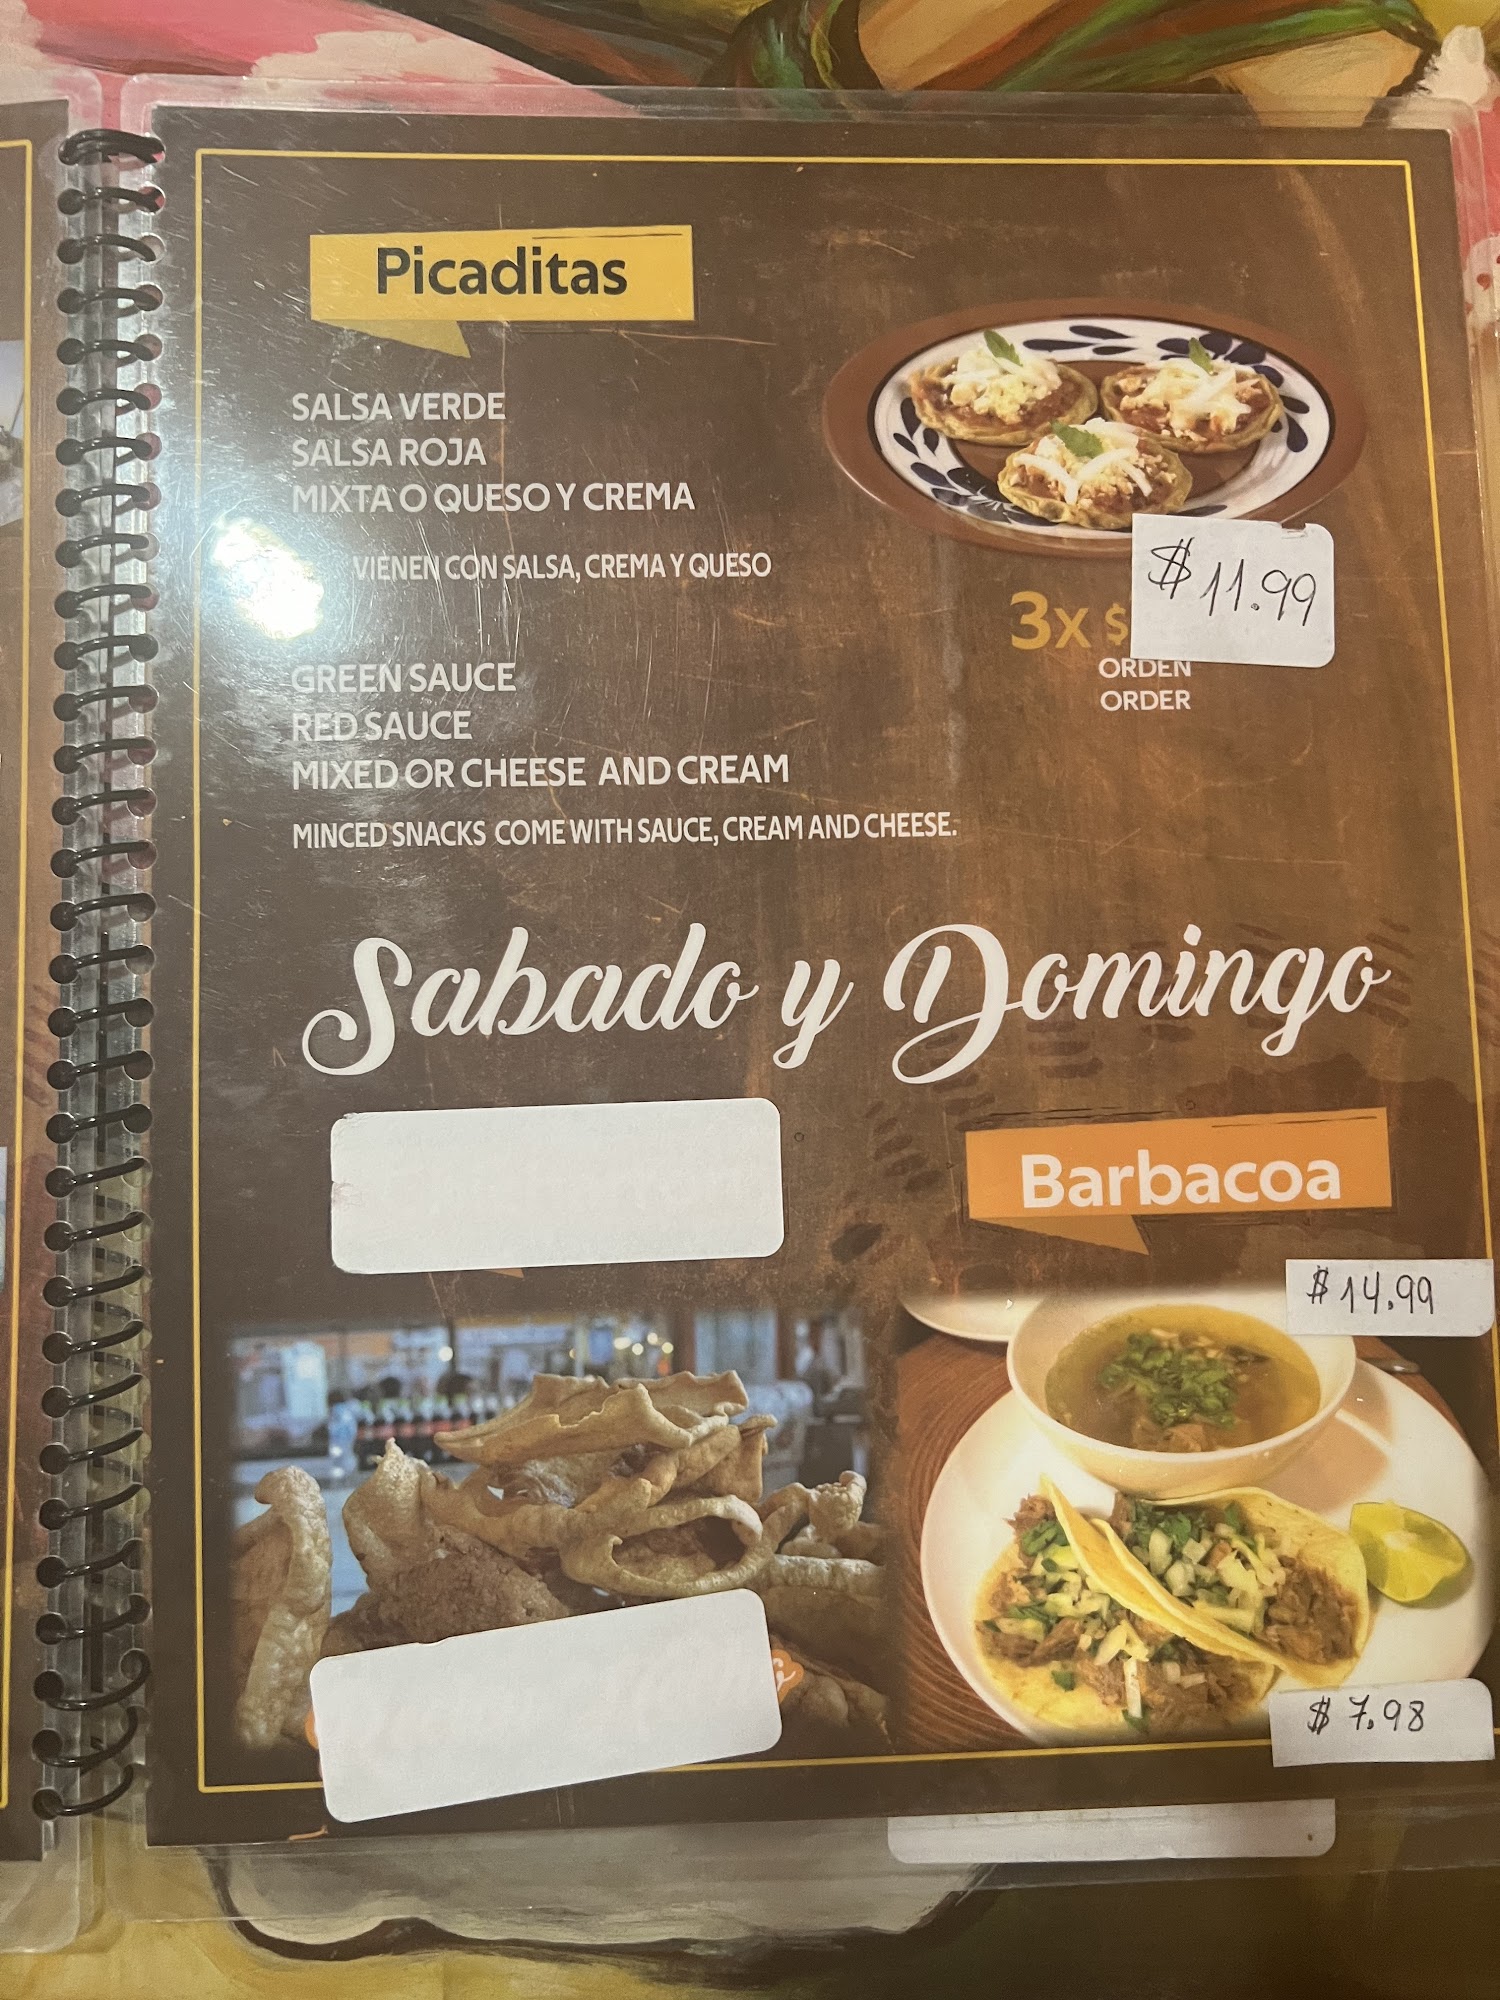 Picaditas
SALSA VERDE
SALSA ROJA
MIXTA O QUESO Y CREMA
VIENEN CON SALSA, CREMA Y QUESO
$11.99
3x $
ORDEN
ORDER
GREEN SAUCE
RED SAUCE
MIXED OR CHEESE AND CREAM
MINCED SNACKS COME WITH SAUCE, CREAM AND CHEESE.
Sabado y Domingo
Barbacoa
$14.99
$7.98